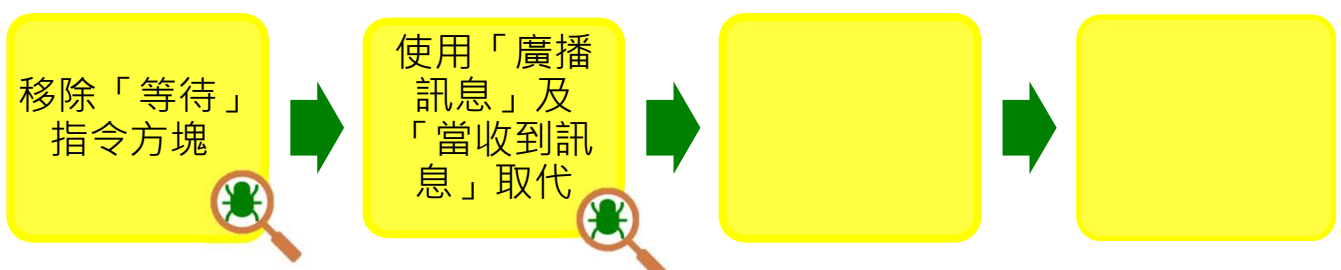 移除「等待」
指令方塊
使用「廣播
訊息」及
「當收到訊
息」取代